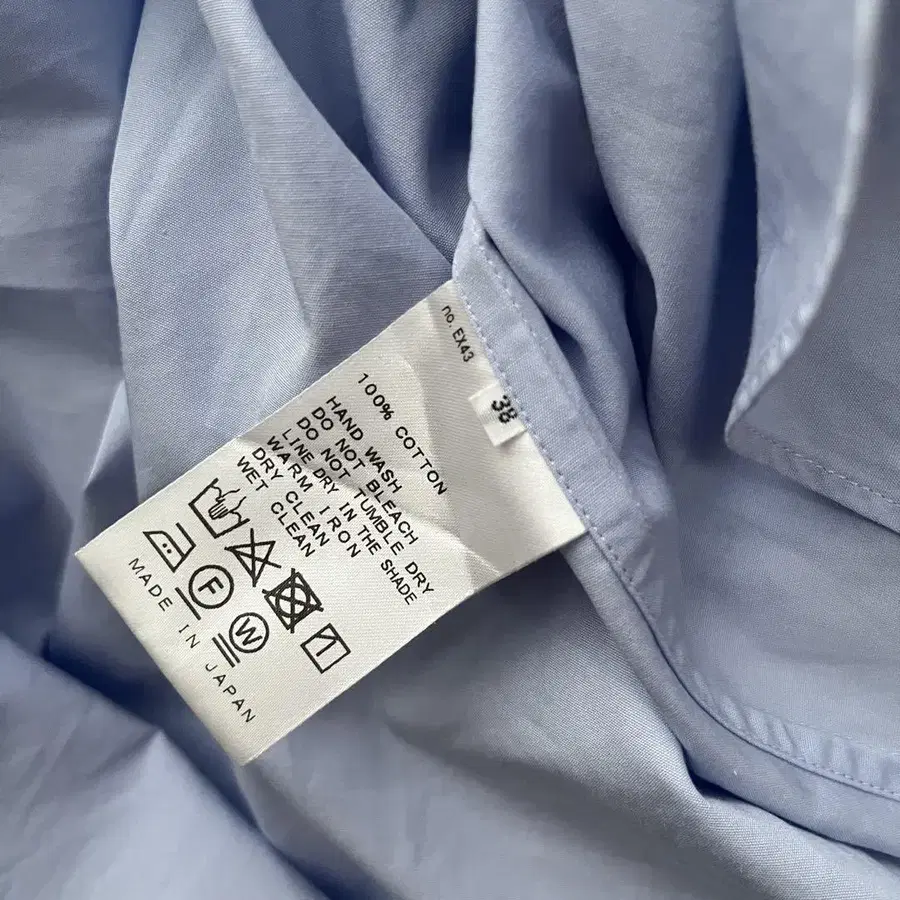 no. EX43
38
100% COTTON
HAND WASH
DO NOT BLEACH
DO NOT TUMBLE DRY
LINE DRY IN THE SHADE
WARM IRON
DRY CLEAN
WET CLEAN
F
W
MADE IN JAPAN